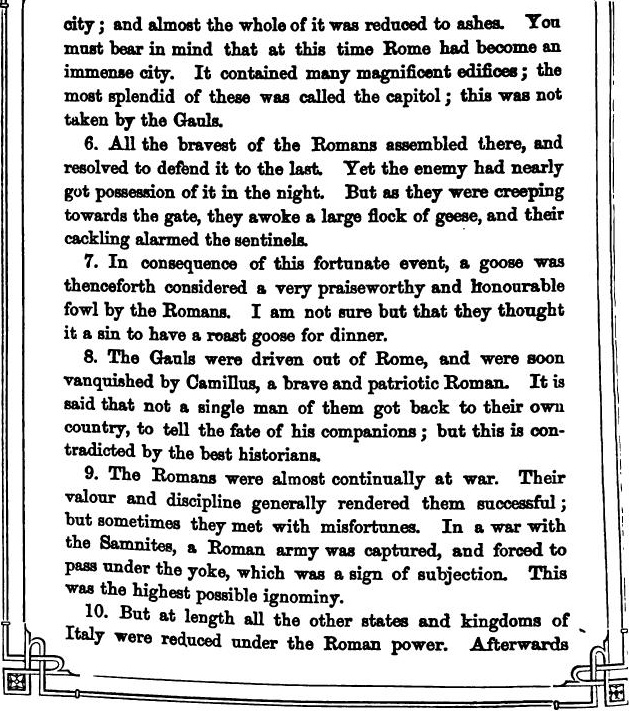 city; and almost the whole of it was reduced to ashes. You
must bear in mind that at this time Rome had become an
immense city. It contained many magnificent edifices; the
most splendid of these was called the capitol; this was not
taken by the Gauls.
6. All the bravest of the Romans assembled there, and
resolved to defend it to the last. Yet the enemy had nearly
got possession of it in the night. But as they were creeping
towards the gate, they awoke a large flock of geese, and their
cackling alarmed the sentinels.
7. In consequence of this fortunate event, a goose was
thenceforth considered a very praiseworthy and honourable
fowl by the Romans. I am not sure but that they thought
it a sin to have a roast goose for dinner.
8. The Gauls were driven out of Rome, and were soon
vanquished by Camillus, a brave and patriotic Roman. It is
said that not a single man of them got back to their own
country, to tell the fate of his companions; but this is con-
tradicted by the best historians.
9. The Romans were almost continually at war. Their
valour and discipline generally rendered them successful;
but sometimes they met with misfortunes. In a war with
the Samnites, a Roman army was captured, and forced to
pass under the yoke, which was a sign of subjection. This
was the highest possible ignominy.
10. But at length all the other states and kingdoms of
Italy were reduced under the Roman power. Afterwards